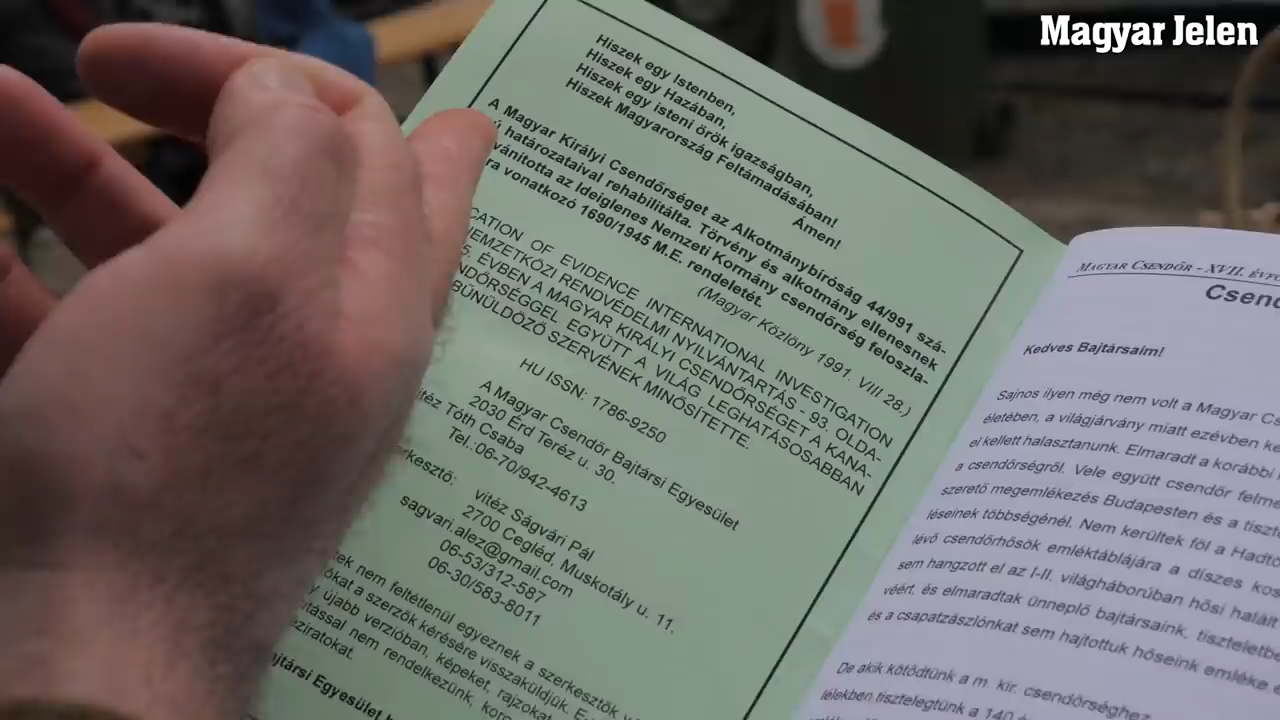 Magyar Jelen
Hiszek egy Istenben,
Hiszek egy Hazában,
Hiszek egy isteni örök igazságban,
Hiszek Magyarország Feltámadásában!
Ámen!
A Magyar Királyi Csendőrséget az Alkotmánybíróság 44/991 szá-
ú határozataival rehabilitálta. Törvény és alkotmány ellenesnek
vánította az Ideiglenes Nemzeti Kormány csendőrség feloszla-
ra vonatkozó 1690/1945 M.E. rendeletét.
(Magyar Közlöny 1991. VIII 28.)
CATION OF EVIDENCE INTERNATIONAL INVESTIGATION
NEMZETKÖZI RENDVÉDELMI NYILVÁNTARTÁS - 93, OLDA-
5. ÉVBEN A MAGYAR KIRÁLYI CSENDŐRSÉGET A KANA-
NDŐRSÉGGEL EGYÜTT A VILÁG LEGHATÁSOSABBAN
BŰNÜLDÖZŐ SZERVÉNEK MINŐSÍTETTE.
HU ISSN: 1786-9250
A Magyar Csendőr Bajtársi Egyesület
2030 Érd Teréz u. 30.
vitéz Tóth Csaba
Tel.:06-70/942-4613
rkesztő:
vitéz Ságvári Pál
2700 Cegléd, Muskotály u. 11.
sagvari.alez@gmail.com
06-53/312-587
06-30/583-8011
ek nem feltétlenül egyeznek a szerkesztők v
ókat a szerzők kérésére visszaküldjük. E
y újabb verzióban, képeket, rajzokat
ítással nem rendelkezünk, korc
éziratokat.
ajtársi Egyesület
MAGYAR CSENDŐR - XVII. ÉVFO
Csend
Kedves Bajtársaim!
Sajnos ilyen még nem volt a Magyar Cs
életében, a világjárvány miatt ezévben ke
el kellett halasztanunk. Elmaradt a korábbi
a csendőrségről. Vele együtt csendőr felme
szerető megemlékezés Budapesten és a tiszt
léseinek többségénél. Nem kerültek föl a Hadtö
lévő csendőrhősök emléktáblájára a díszes kos
sem hangzott el az I-II. világháborúban hősi halált
véért, és elmaradtak ünneplő bajtársaink, tiszteletbe
és a csapatzászlónkat sem hajtottuk hőseink emléke e
De akik kötődtünk a m. kir. csendőrséghez
lélekben tisztelegtünk a 140 é